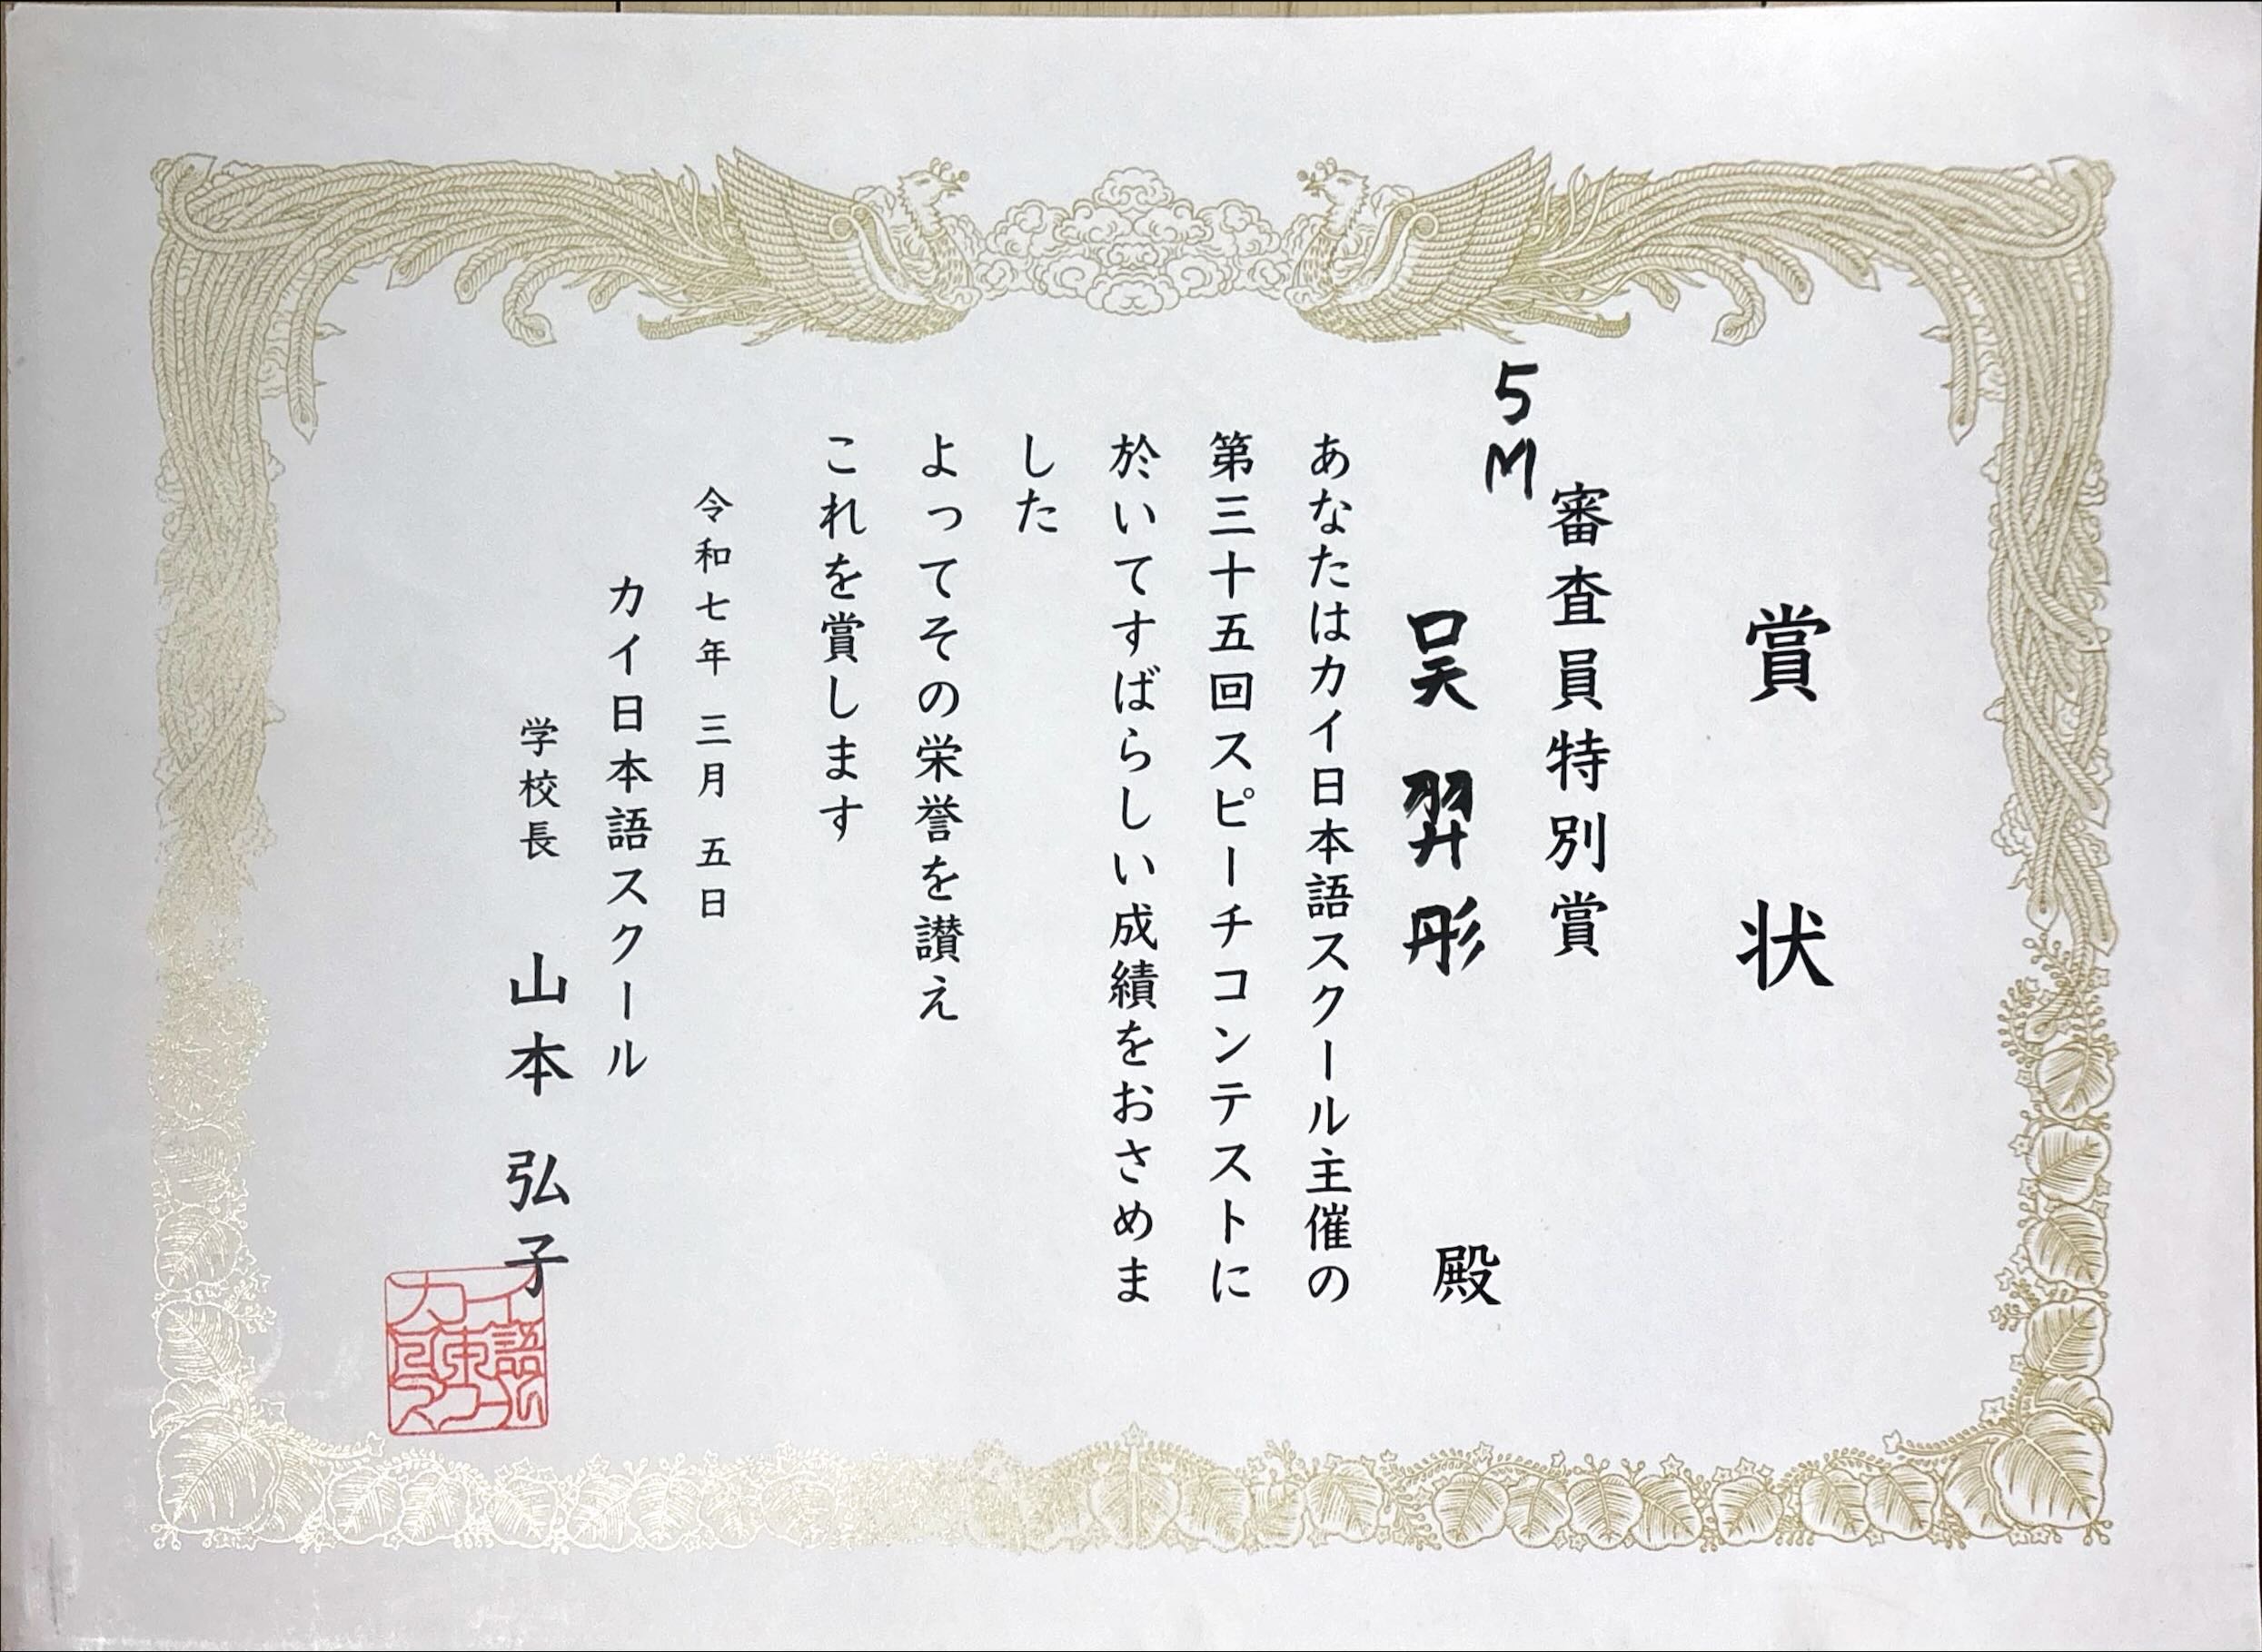 賞状
審査員特別賞
5M
呉羿彤 殿
あなたはカイ日本語スクール主催の
第三十五回スピーチコンテストに
於いてすばらしい成績をおさめま
した
よってその栄誉を讃え
これを賞します
令和七年 三月 五日
カイ日本語スクール
学校長 山本 弘子
カイ
日本語
スクール